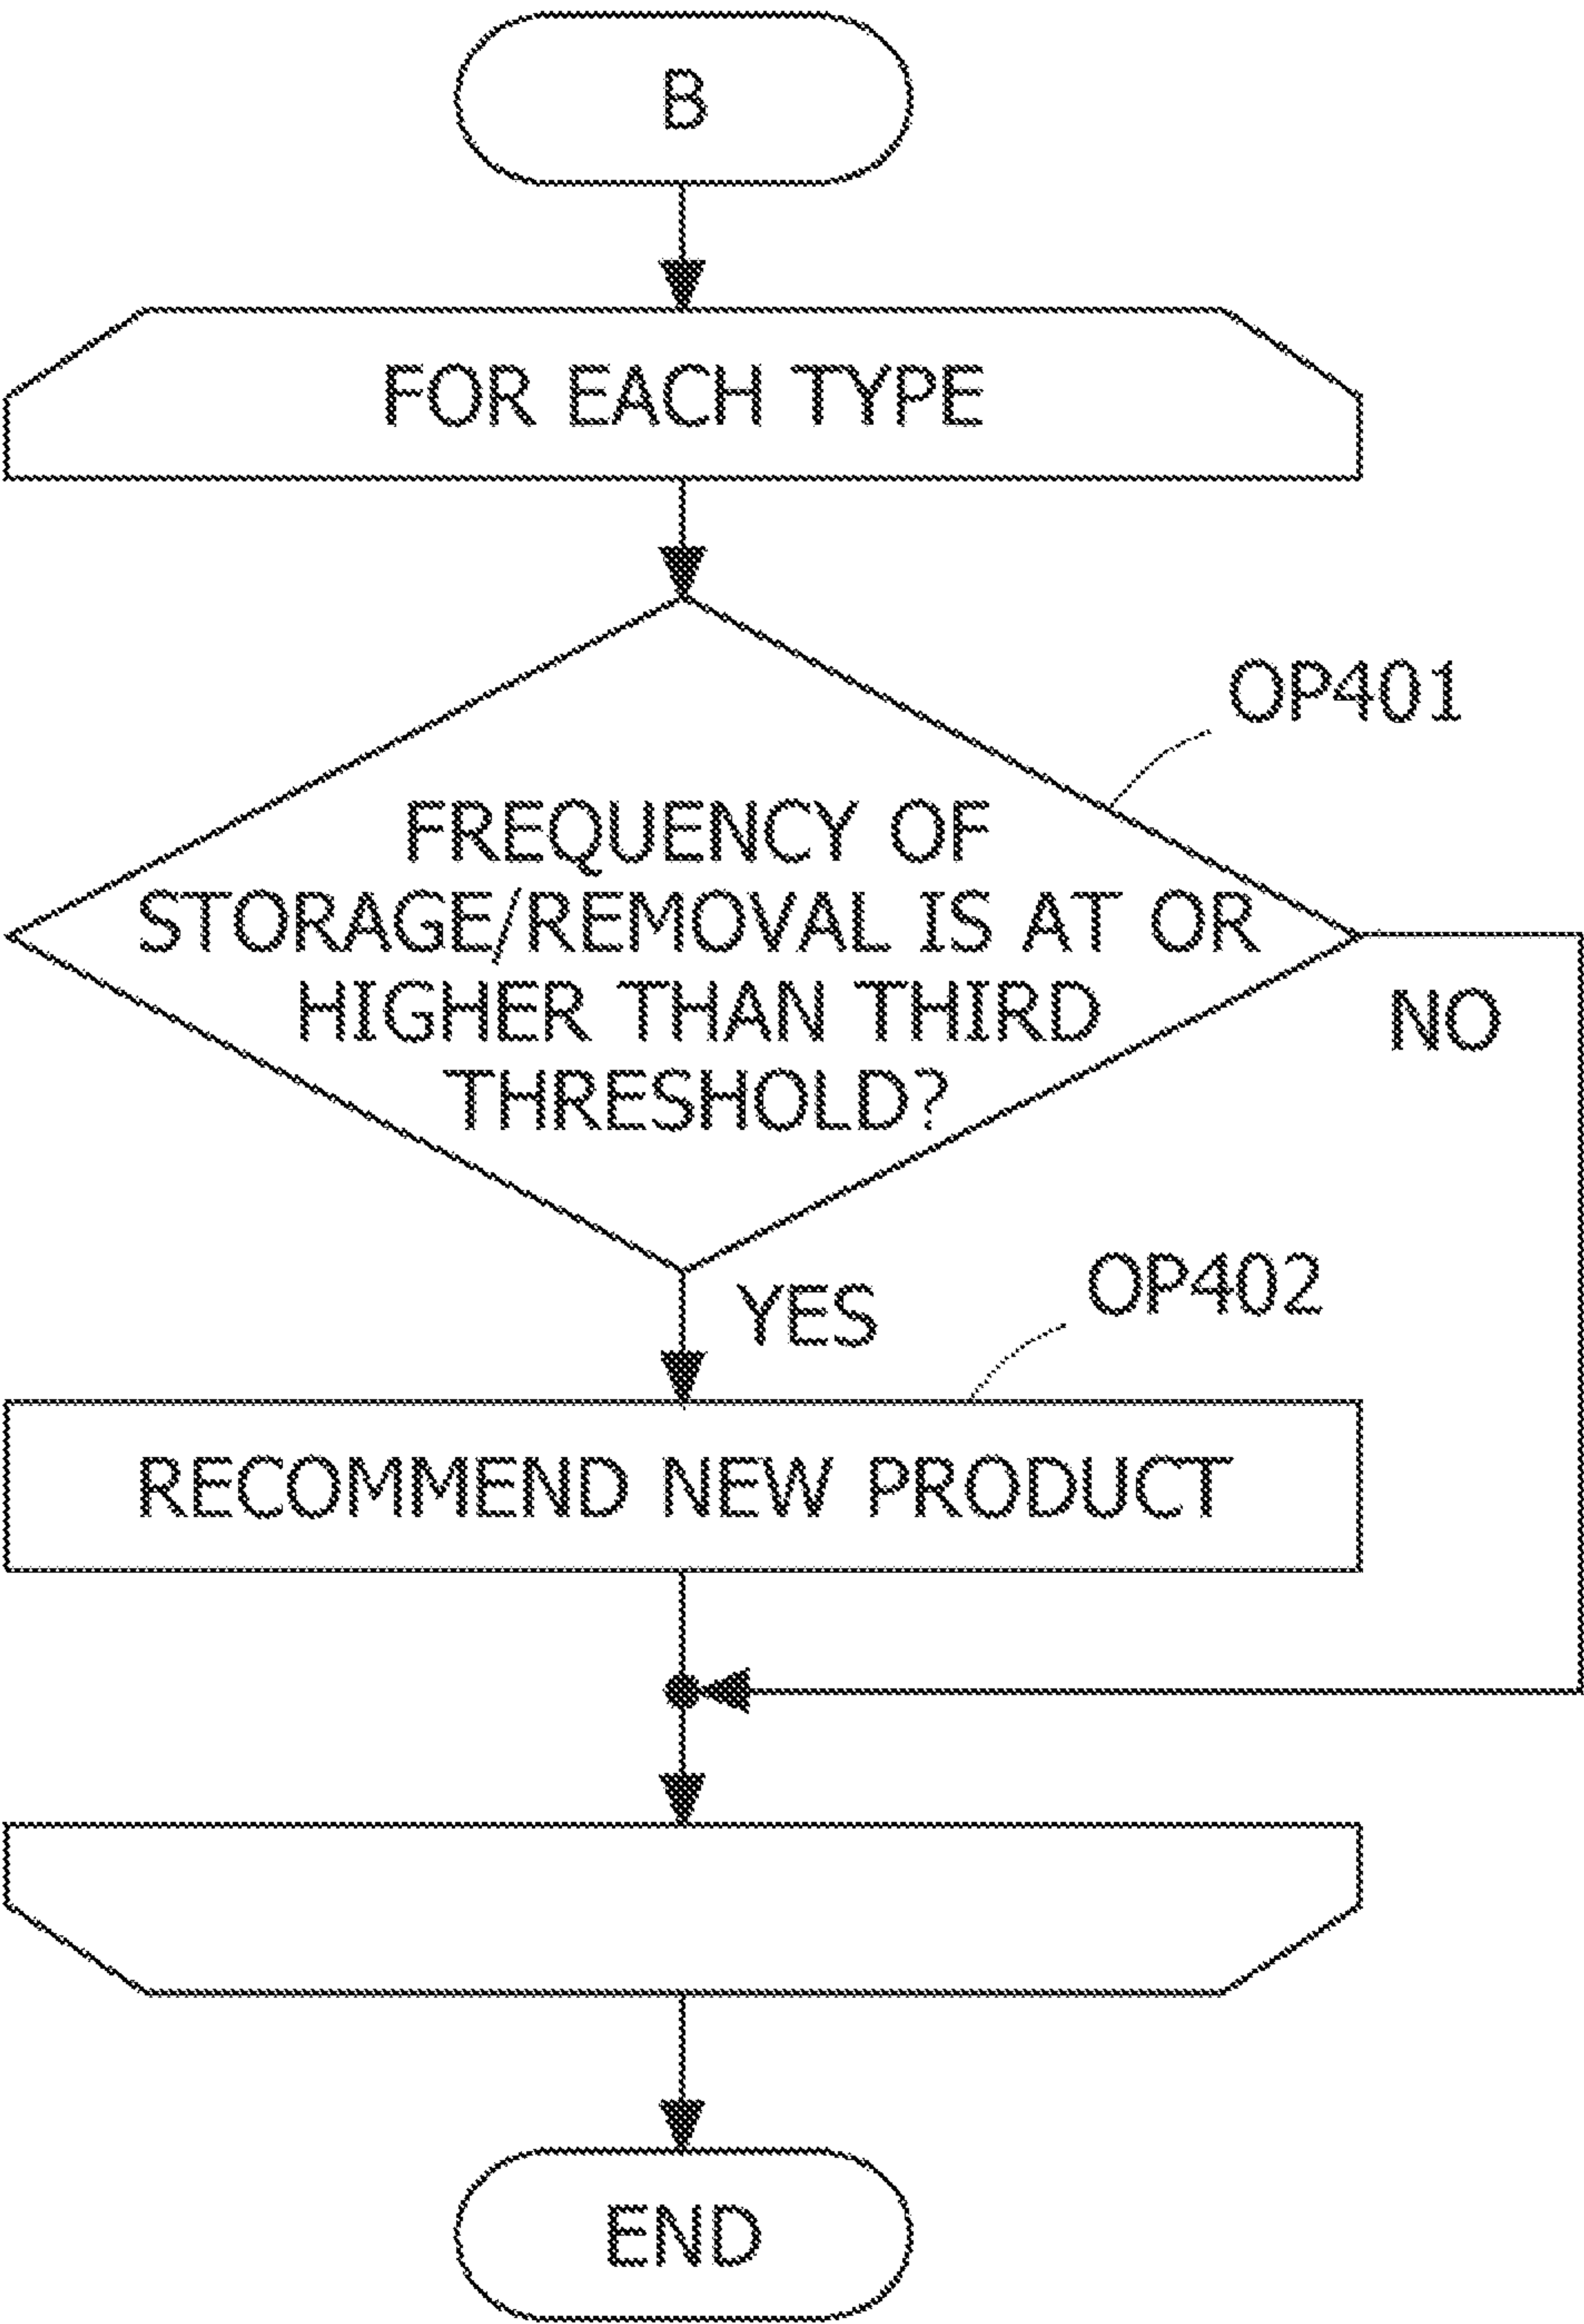 B
FOR EACH TYPE
OP401
FREQUENCY OF
STORAGE/REMOVAL IS AT OR
HIGHER THAN THIRD
THRESHOLD?
NO
YES
OP402
RECOMMEND NEW PRODUCT
END